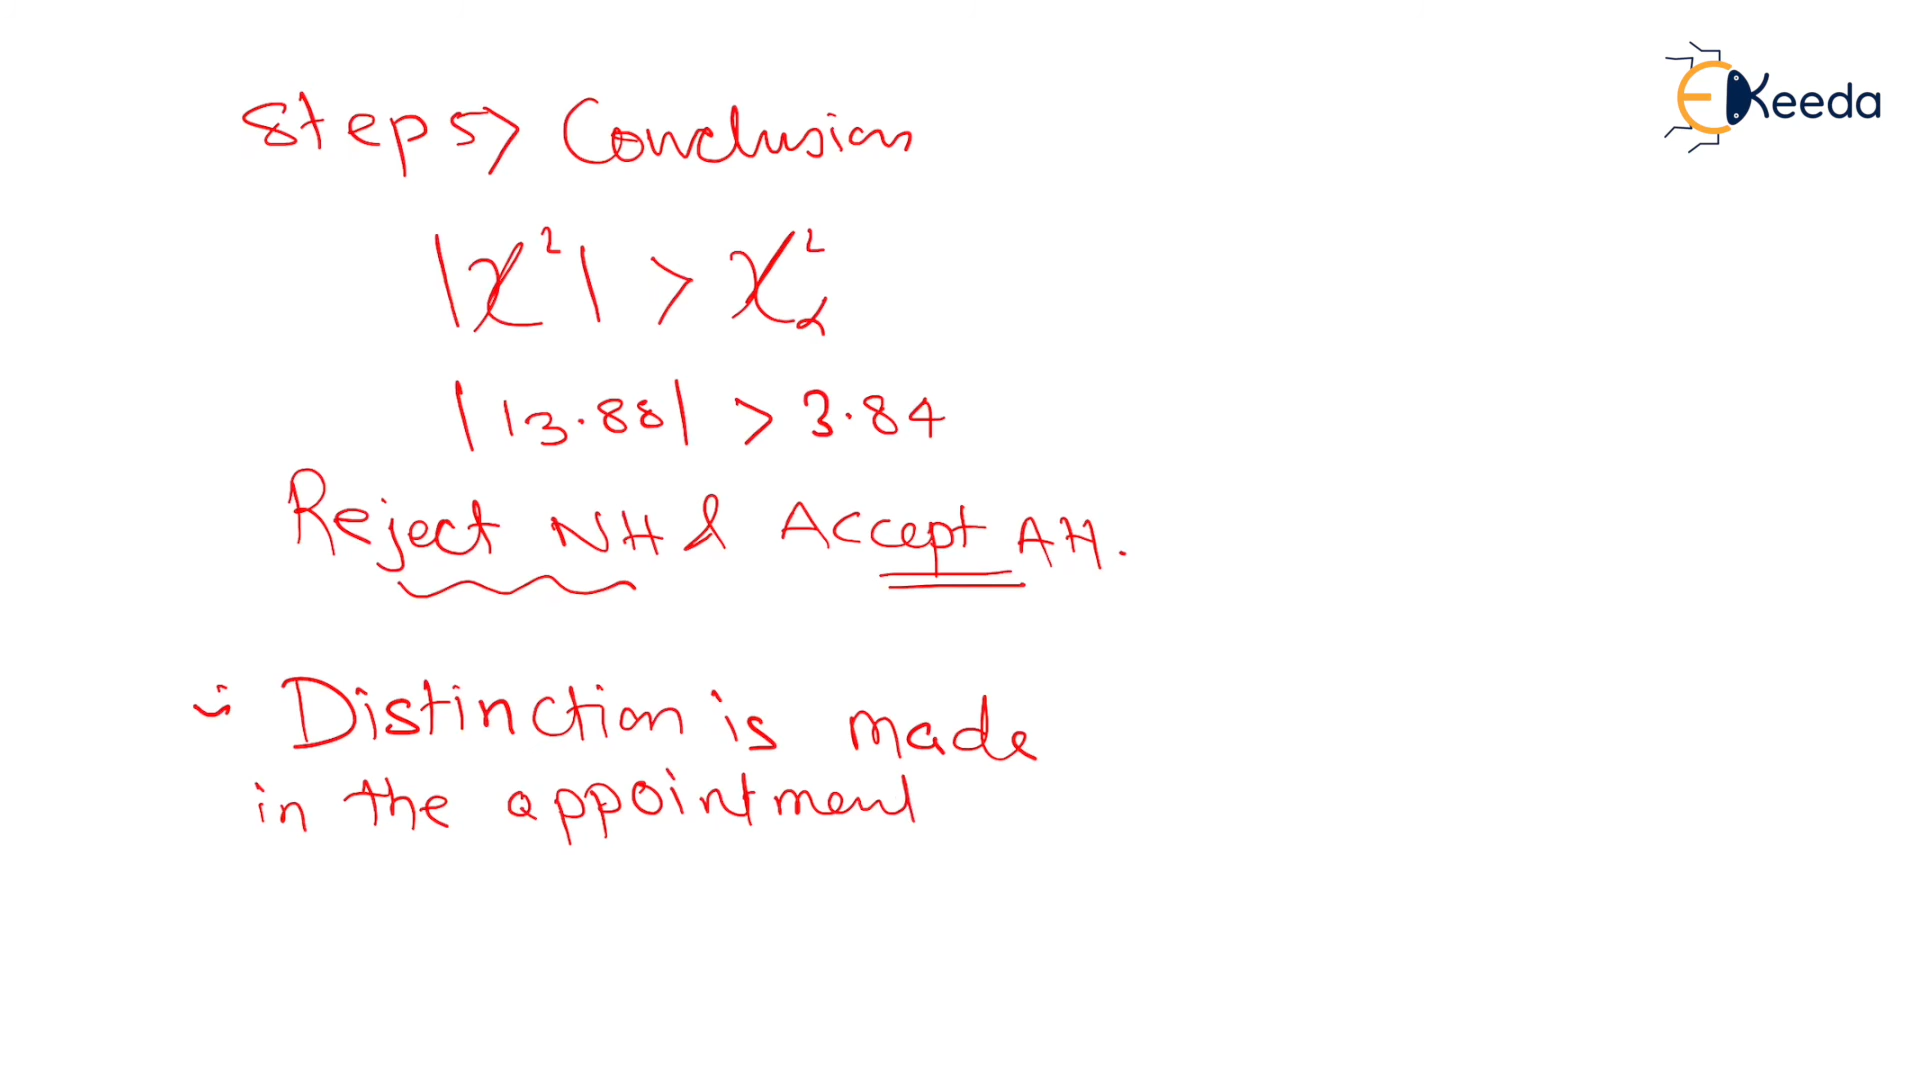 Step 5> Conclusion
EKeeda
|χ²| > χ²α
|13.88| > 3.84
Reject NH & Accept AH.
∴ Distinction is made
in the appointment